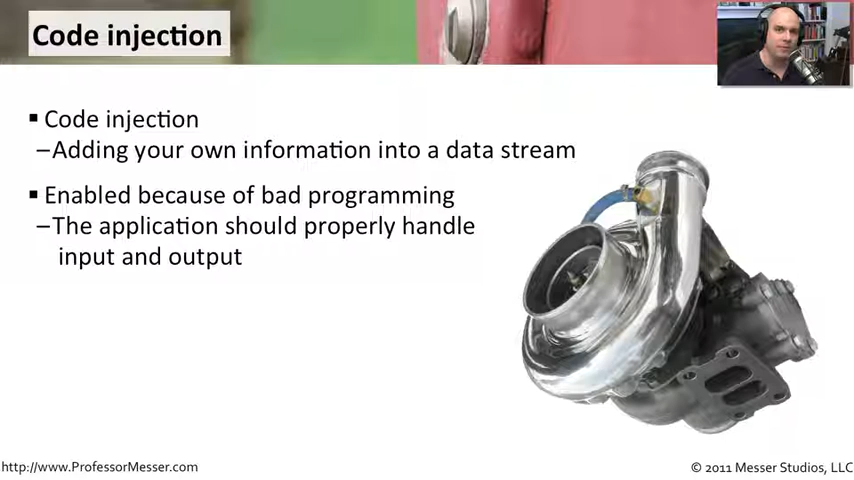 Code injection
▪ Code injection
–Adding your own information into a data stream
▪ Enabled because of bad programming
–The application should properly handle
input and output
http://www.ProfessorMesser.com
© 2011 Messer Studios, LLC